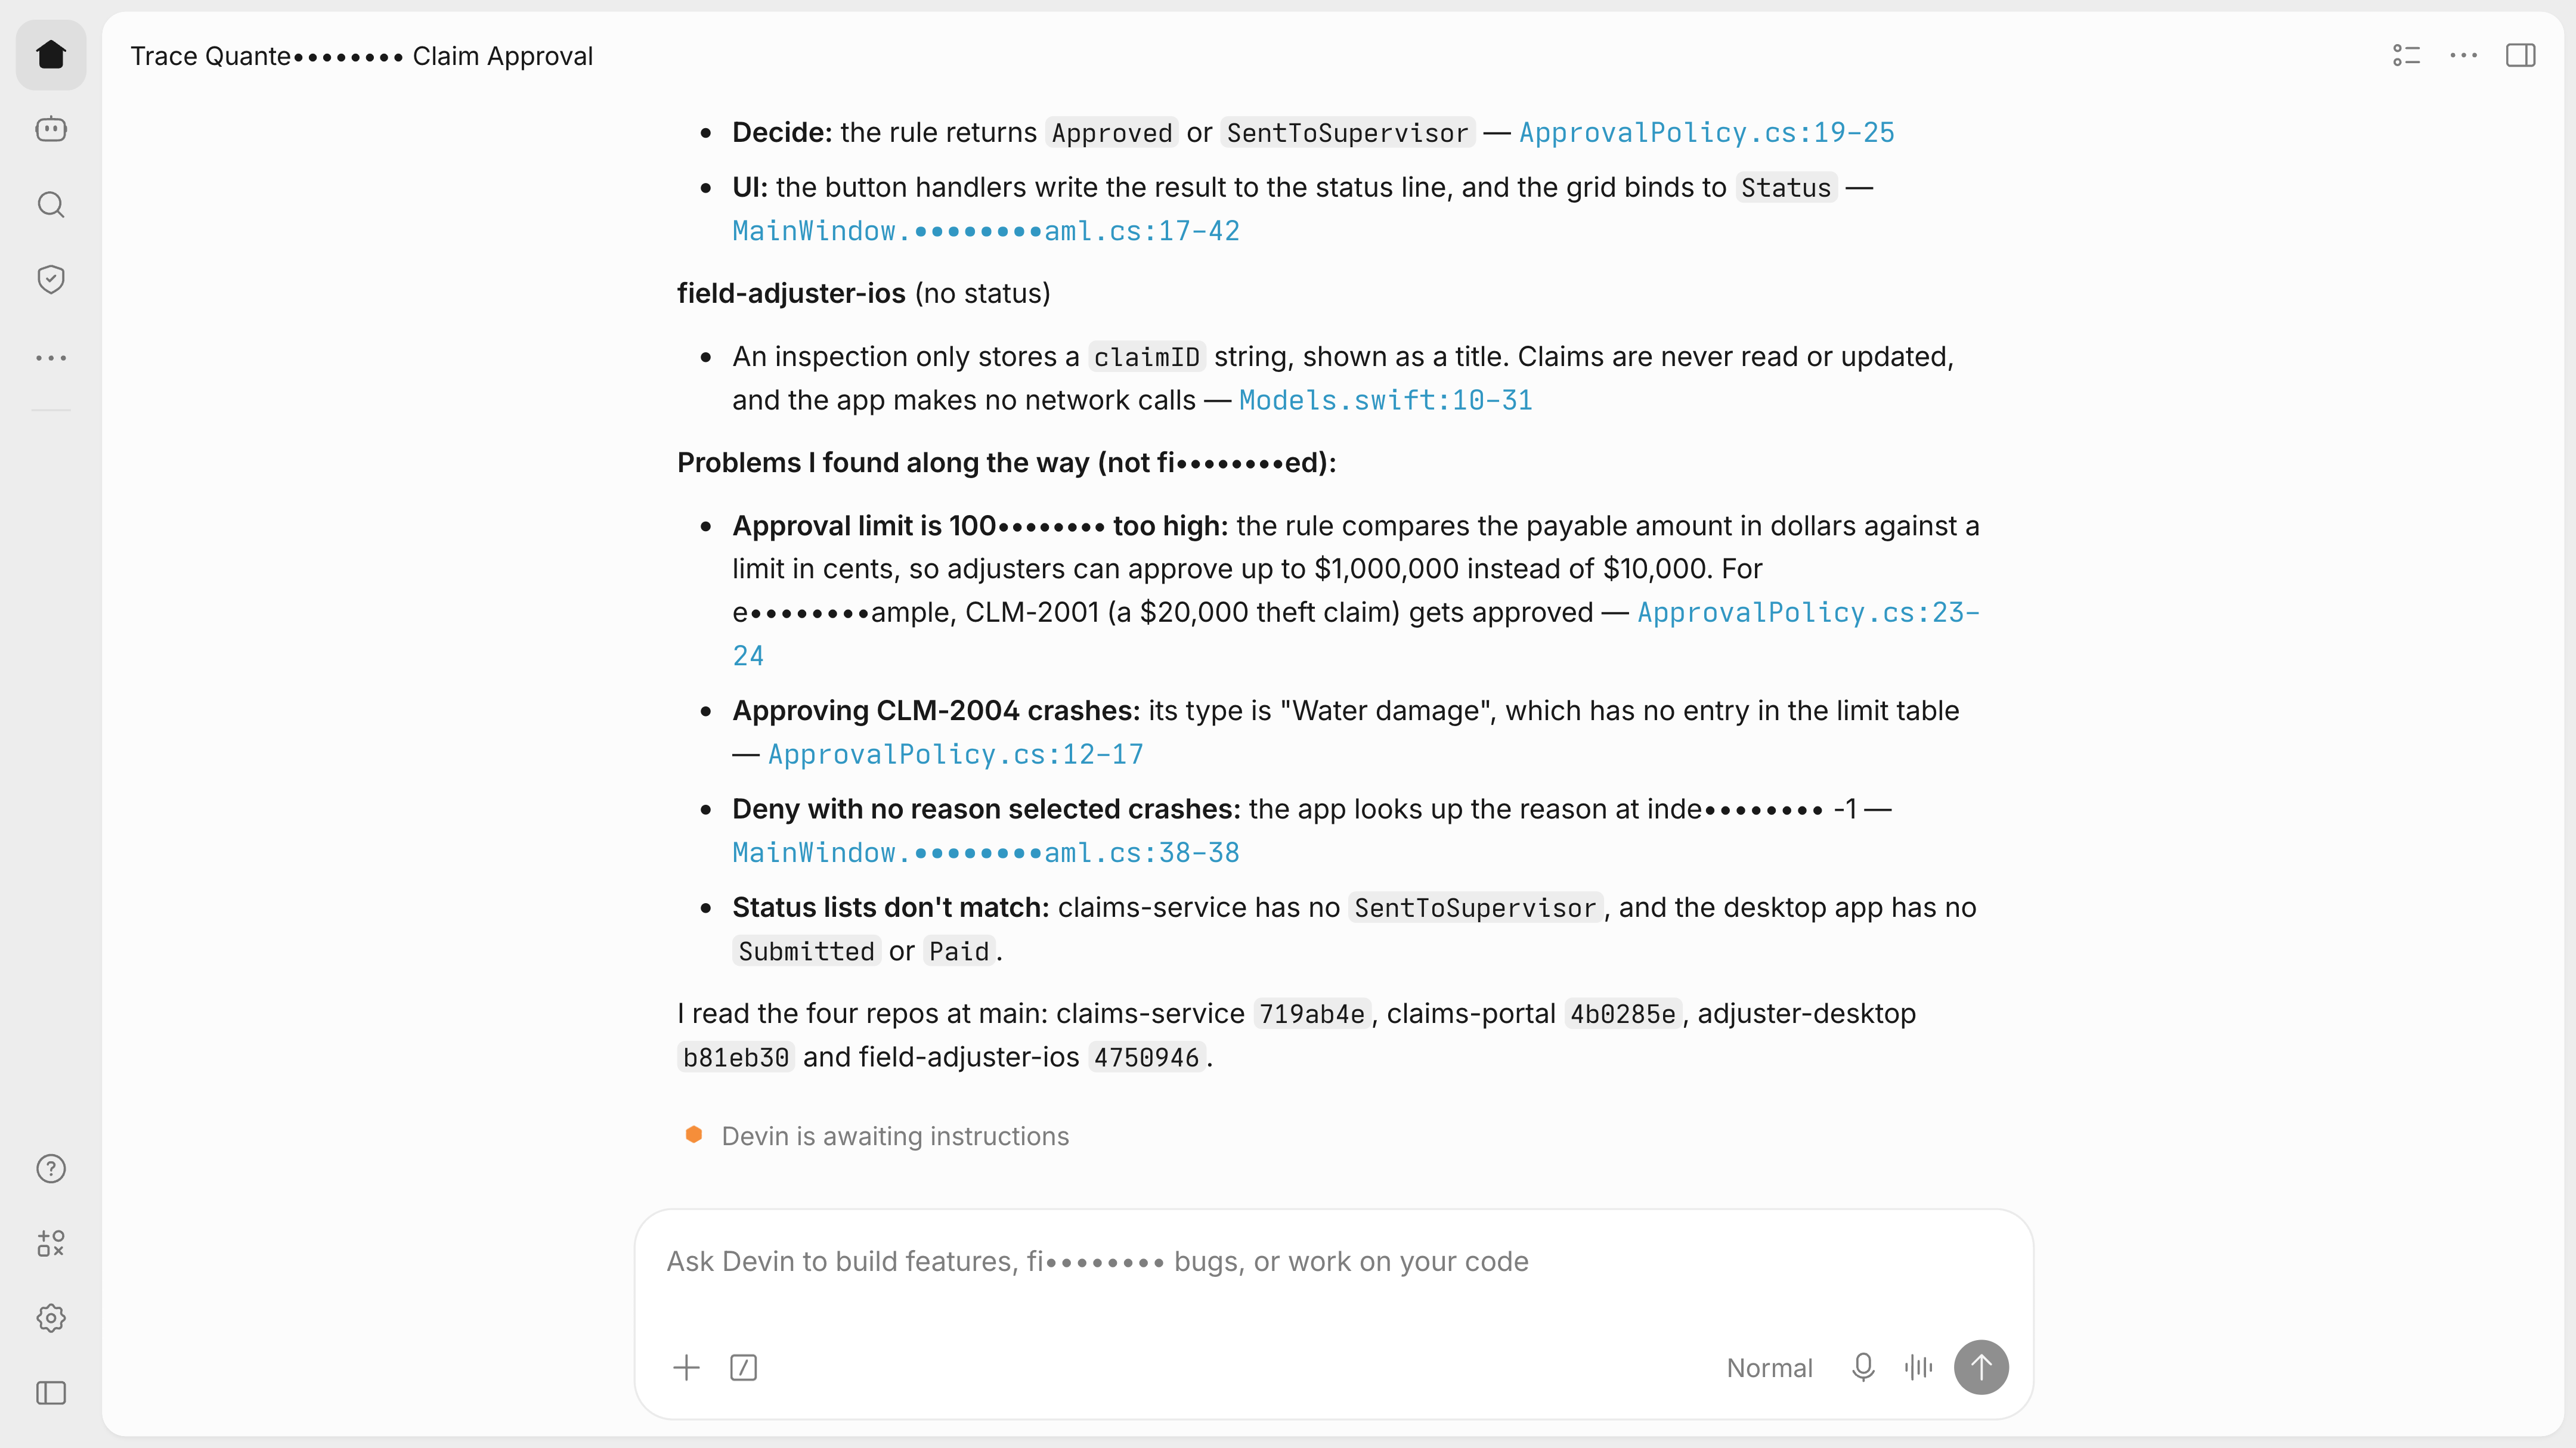 Trace Quante•••••••• Claim Approval
• Decide: the rule returns Approved or SentToSupervisor — ApprovalPolicy.cs:19-25
• UI: the button handlers write the result to the status line, and the grid binds to Status —
MainWindow.••••••••aml.cs:17-42
field-adjuster-ios (no status)
• An inspection only stores a claimID string, shown as a title. Claims are never read or updated,
and the app makes no network calls — Models.swift:10-31
Problems I found along the way (not fi••••••••ed):
• Approval limit is 100•••••••• too high: the rule compares the payable amount in dollars against a
limit in cents, so adjusters can approve up to $1,000,000 instead of $10,000. For
e••••••••ample, CLM-2001 (a $20,000 theft claim) gets approved — ApprovalPolicy.cs:23-
24
• Approving CLM-2004 crashes: its type is "Water damage", which has no entry in the limit table
— ApprovalPolicy.cs:12-17
• Deny with no reason selected crashes: the app looks up the reason at inde•••••••• -1 —
MainWindow.••••••••aml.cs:38-38
• Status lists don't match: claims-service has no SentToSupervisor, and the desktop app has no
Submitted or Paid.
I read the four repos at main: claims-service 719ab4e, claims-portal 4b0285e, adjuster-desktop
b81eb30 and field-adjuster-ios 4750946.
Devin is awaiting instructions
Ask Devin to build features, fi•••••••• bugs, or work on your code
Normal